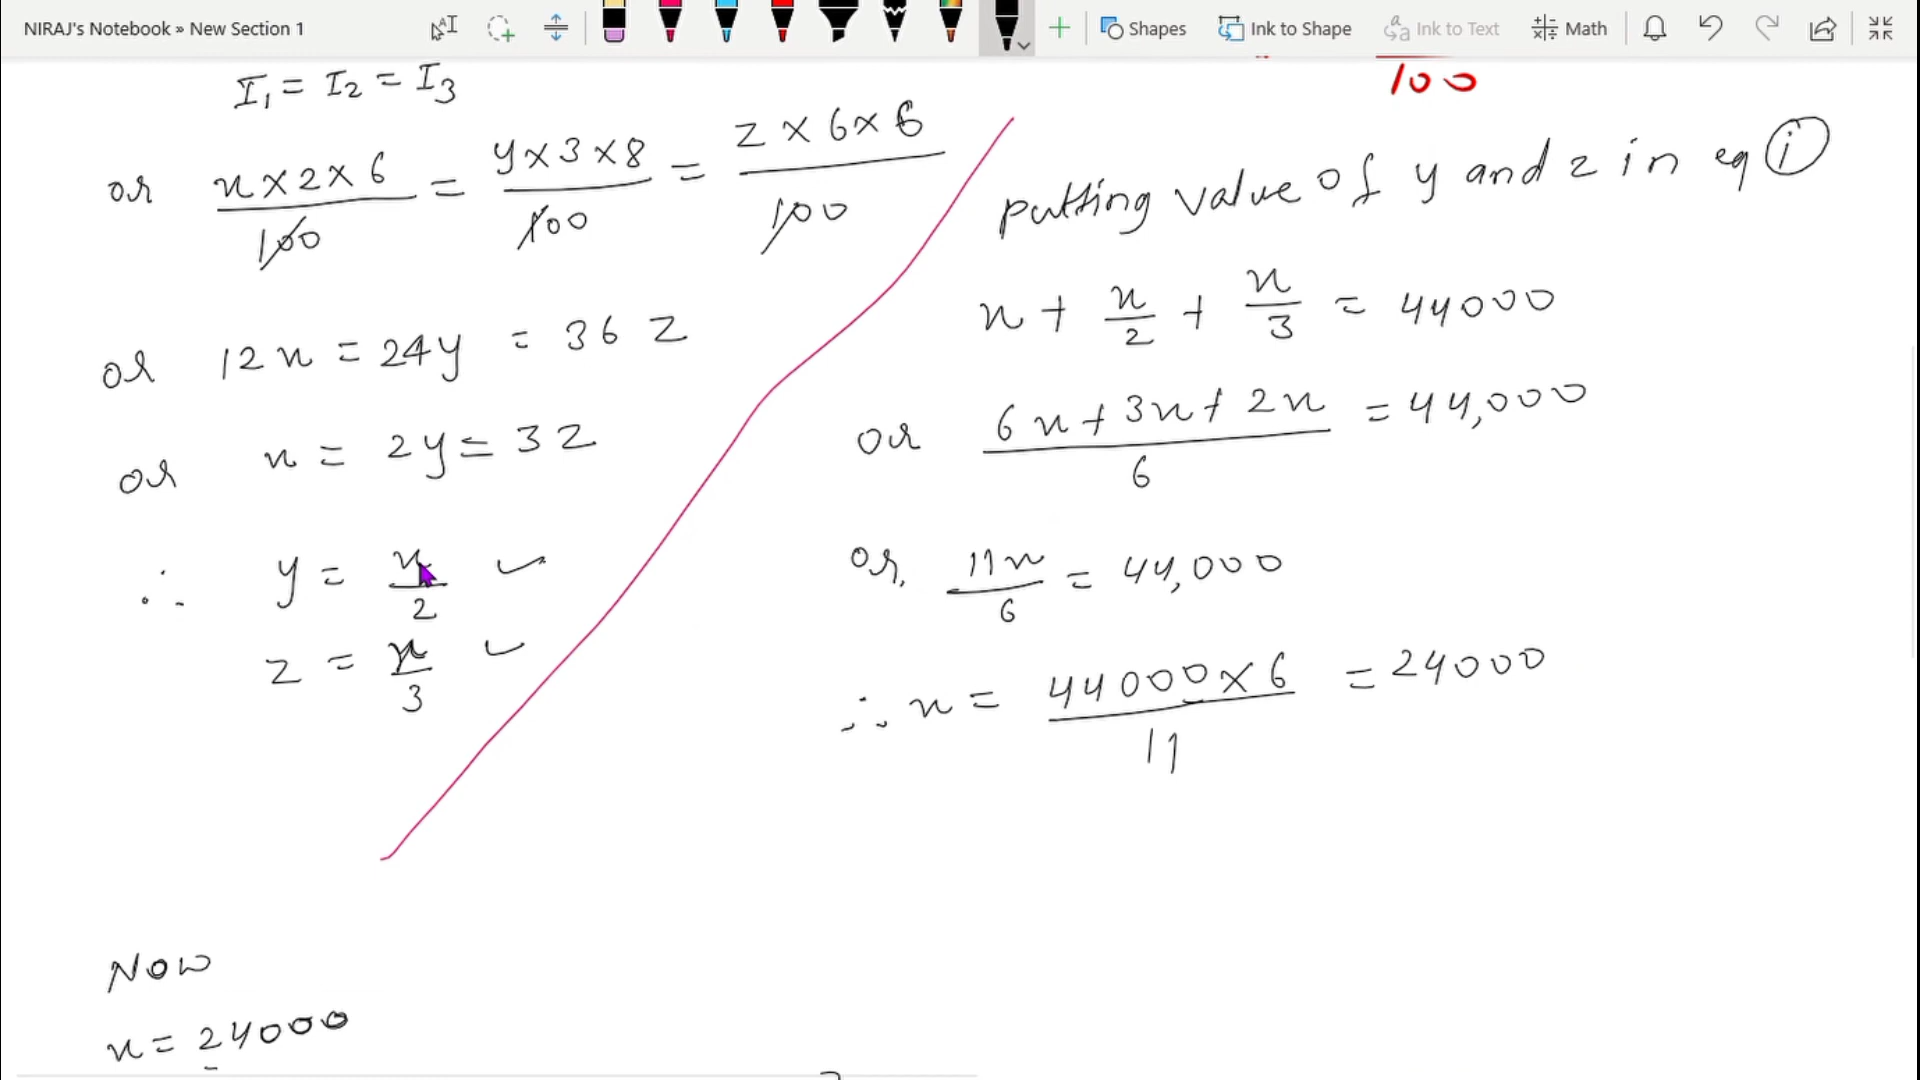 NIRAJ's Notebook » New Section 1
Shapes
Ink to Shape
Ink to Text
Math
I₁ = I₂ = I₃
or x×2×6/100 = y×3×8/100 = z×6×6/100
or 12x = 24y = 36z
or x = 2y = 3z
∴ y = x/2 ✓
z = x/3 ✓
100
putting value of y and z in eq ⓘ
x + x/2 + x/3 = 44000
or (6x + 3x + 2x)/6 = 44,000
or, 11x/6 = 44,000
∴ x = 44000×6/11 = 24000
Now
x = 24000